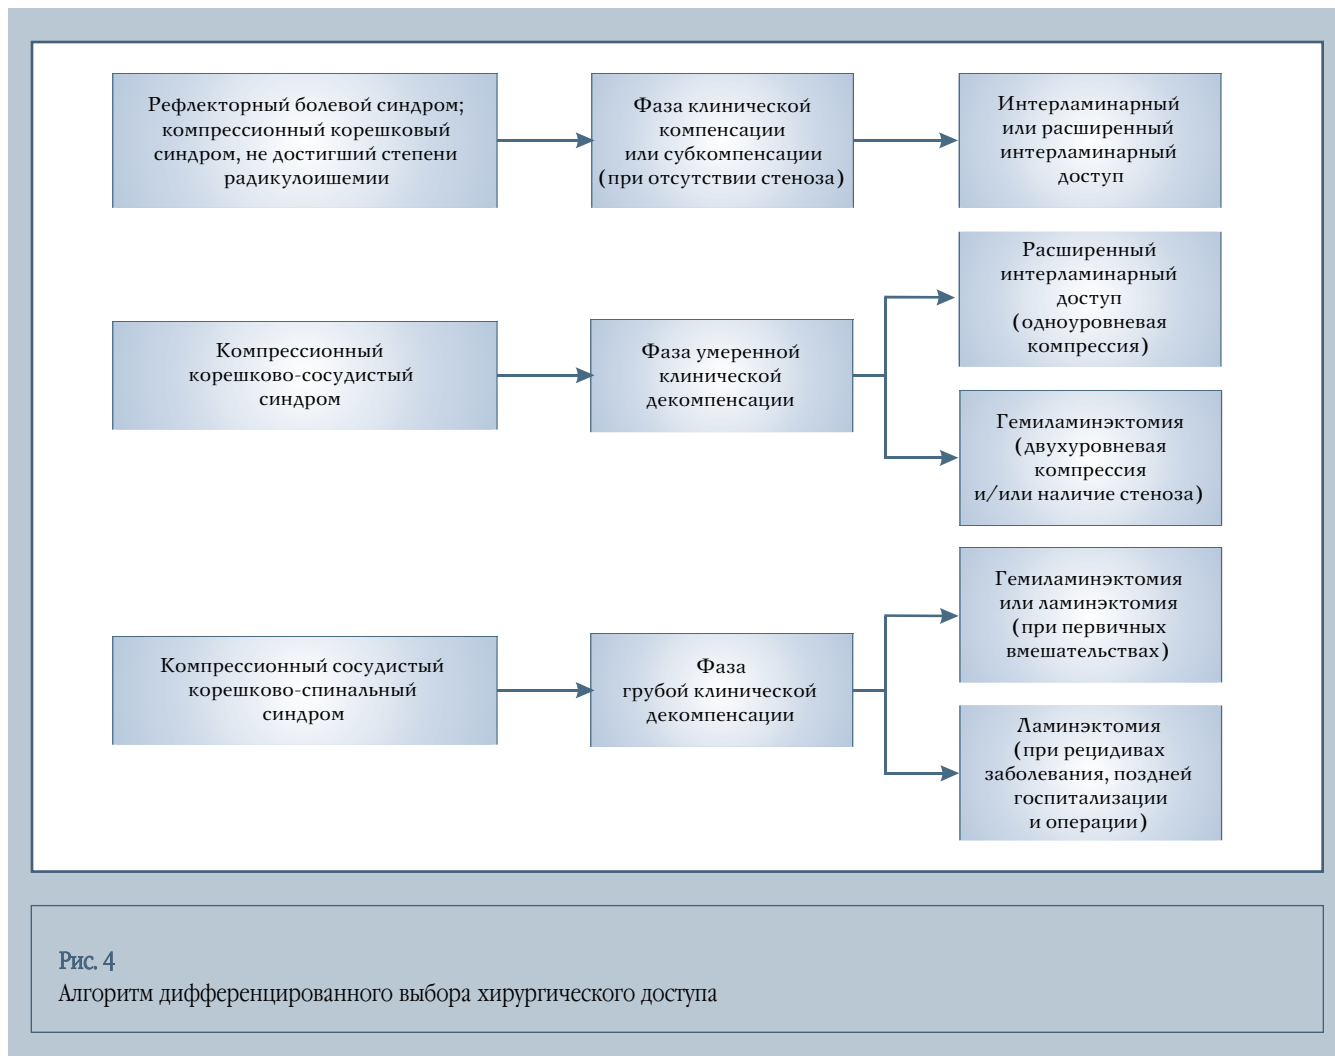 Рефлекторный болевой синдром;
компрессионный корешковый
синдром, не достигший степени
радикулоишемии
Фаза клинической
компенсации
или субкомпенсации
(при отсутствии стеноза)
Интерламинарный
или расширенный
интерламинарный
доступ
Компрессионный
корешково-сосудистый
синдром
Фаза умеренной
клинической
декомпенсации
Расширенный
интерламинарный
доступ
(одноуровневая
компрессия)
Гемиламинэктомия
(двухуровневая
компрессия
и/или наличие стеноза)
Компрессионный сосудистый
корешково-спинальный
синдром
Фаза
грубой клинической
декомпенсации
Гемиламинэктомия
или ламинэктомия
(при первичных
вмешательствах)
Ламинэктомия
(при рецидивах
заболевания, поздней
госпитализации
и операции)
Рис. 4
Алгоритм дифференцированного выбора хирургического доступа